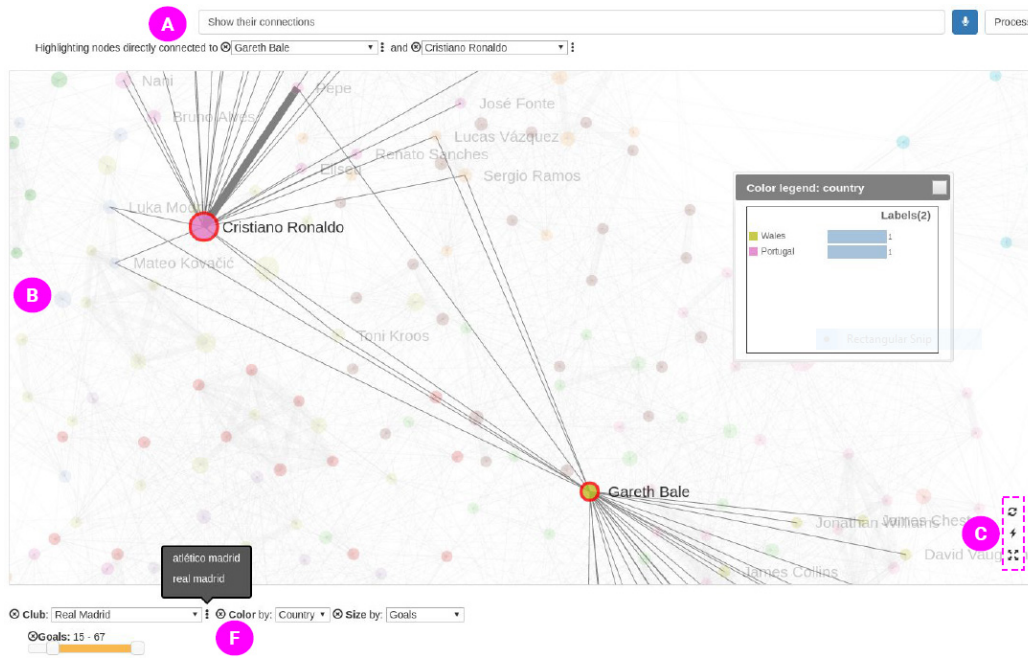 A
Show their connections
Process
Highlighting nodes directly connected to Gareth Bale and Cristiano Ronaldo
Nani
Pepe
Bruno Alves
José Fonte
Lucas Vázquez
Renato Sanches
Eliseu
Sergio Ramos
Color legend: country
Luka Mod
Labels(2)
Cristiano Ronaldo
Wales 1
Portugal 1
Mateo Kovačić
B
Toni Kroos
Rectangular Snip
Gareth Bale
Jonathan Williams
James Chest
C
David Vaug
James Collins
atlético madrid
real madrid
Club: Real Madrid Color by: Country Size by: Goals
F
Goals: 15 - 67